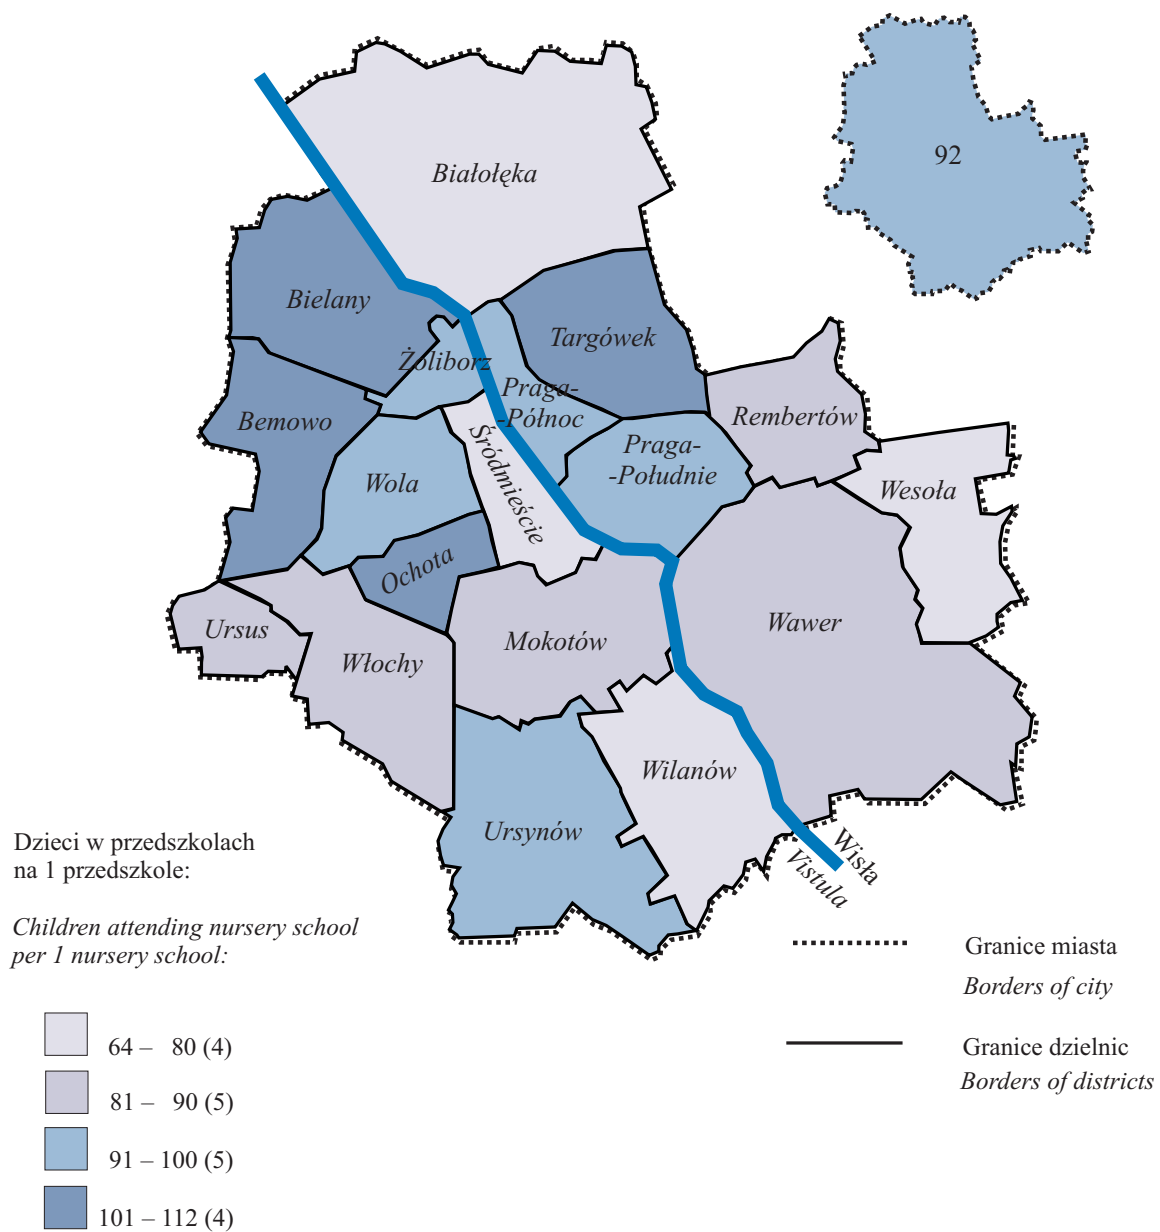 92
Białołęka
Bielany
Targówek
Żoliborz
Praga-
-Północ
Bemowo
Rembertów
Śródmieście
Praga-
-Południe
Wola
Wesoła
Ochota
Ursus
Mokotów
Wawer
Włochy
Wilanów
Ursynów
Wisła
Vistula
Dzieci w przedszkolach
na 1 przedszkole:
Children attending nursery school
per 1 nursery school:
64 – 80 (4)
81 – 90 (5)
91 – 100 (5)
101 – 112 (4)
Granice miasta
Borders of city
Granice dzielnic
Borders of districts